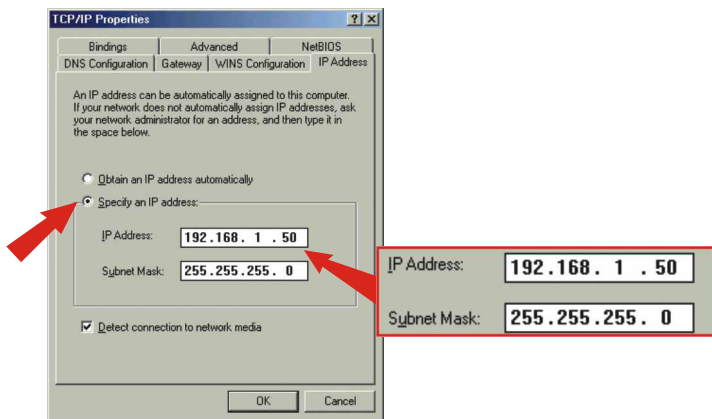 TCP/IP Properties
Bindings Advanced NetBIOS
DNS Configuration Gateway WINS Configuration IP Address
An IP address can be automatically assigned to this computer.
If your network does not automatically assign IP addresses, ask
your network administrator for an address, and then type it in
the space below.
Obtain an IP address automatically
Specify an IP address:
IP Address: 192.168. 1 .50
Subnet Mask: 255.255.255. 0
IP Address: 192.168. 1 .50
Subnet Mask: 255.255.255. 0
Detect connection to network media
OK Cancel